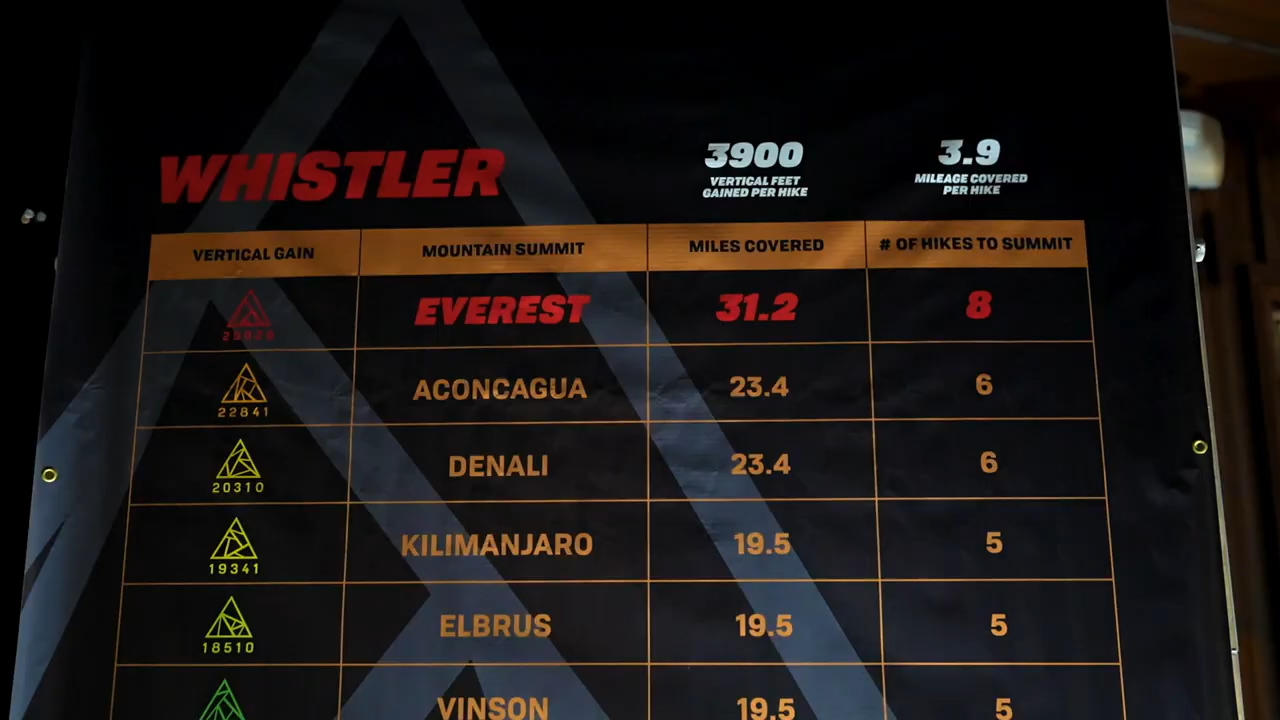 WHISTLER
3900
VERTICAL FEET
GAINED PER HIKE
3.9
MILEAGE COVERED
PER HIKE
VERTICAL GAIN MOUNTAIN SUMMIT MILES COVERED # OF HIKES TO SUMMIT
29029 EVEREST 31.2 8
22841 ACONCAGUA 23.4 6
20310 DENALI 23.4 6
19341 KILIMANJARO 19.5 5
18510 ELBRUS 19.5 5
VINSON 19.5 5